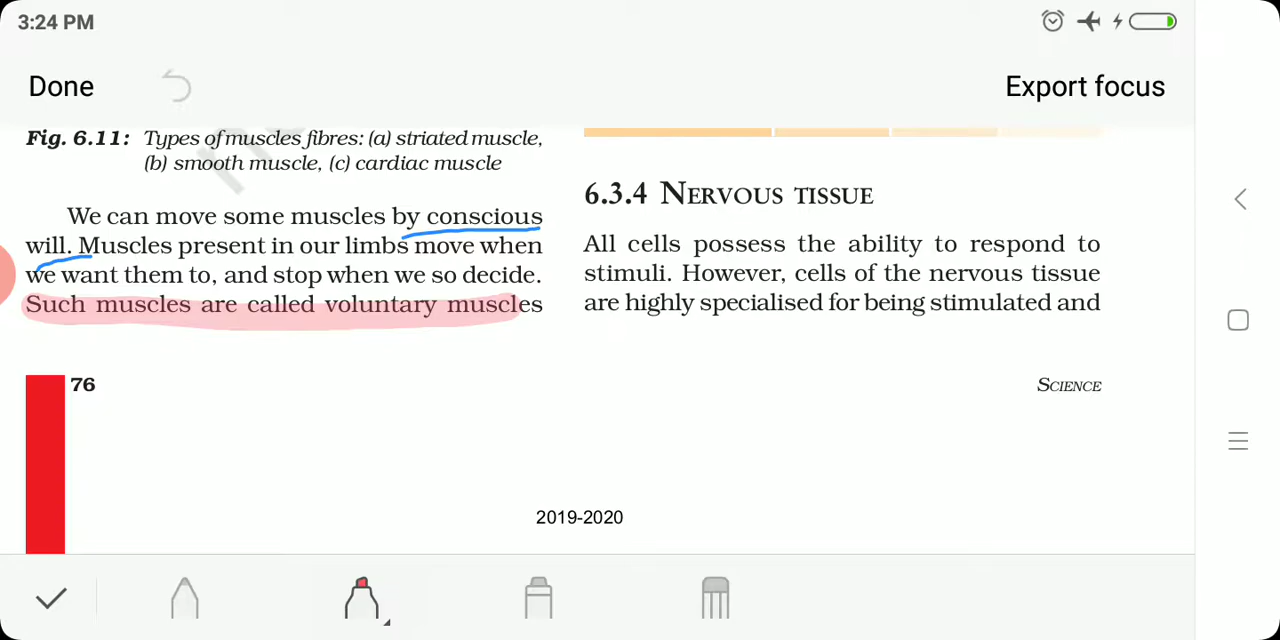 3:24 PM
Done
Export focus
Fig. 6.11: Types of muscles fibres: (a) striated muscle,
(b) smooth muscle, (c) cardiac muscle
We can move some muscles by conscious
will. Muscles present in our limbs move when
we want them to, and stop when we so decide.
Such muscles are called voluntary muscles
76
6.3.4 NERVOUS TISSUE
All cells possess the ability to respond to
stimuli. However, cells of the nervous tissue
are highly specialised for being stimulated and
SCIENCE
2019-2020